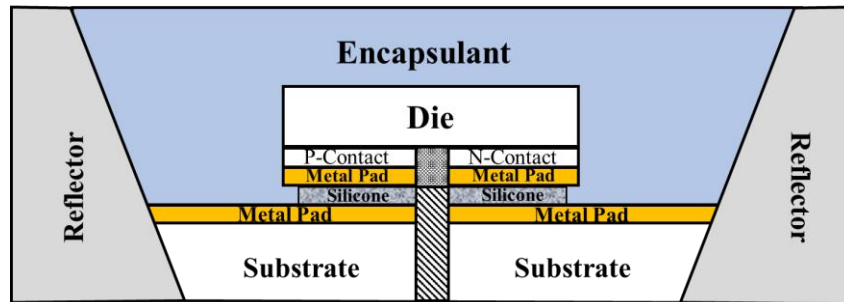 Encapsulant
Die
P-Contact N-Contact
Metal Pad Metal Pad
Silicone Silicone
Metal Pad Metal Pad
Substrate Substrate
Reflector
Reflector